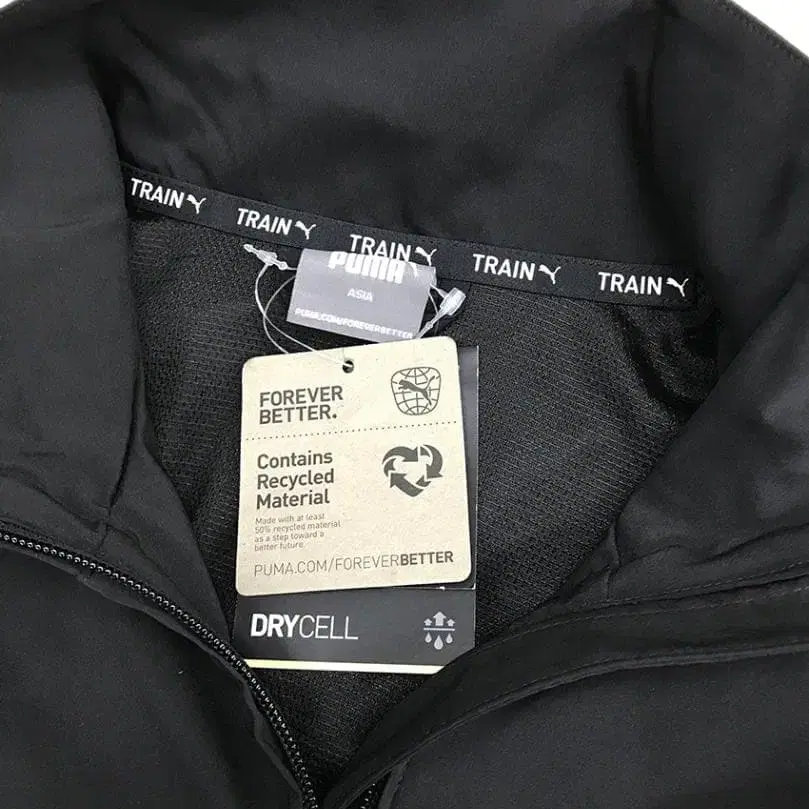 TRAIN
TRAIN
TRAIN
TRAIN
TRAIN
PUMA
ASIA
PUMA.COM/FOREVERBETTER
FOREVER
BETTER.
Contains
Recycled
Material
Made with at least
50% recycled material
as a step toward a
better future.
PUMA.COM/FOREVERBETTER
DRYCELL